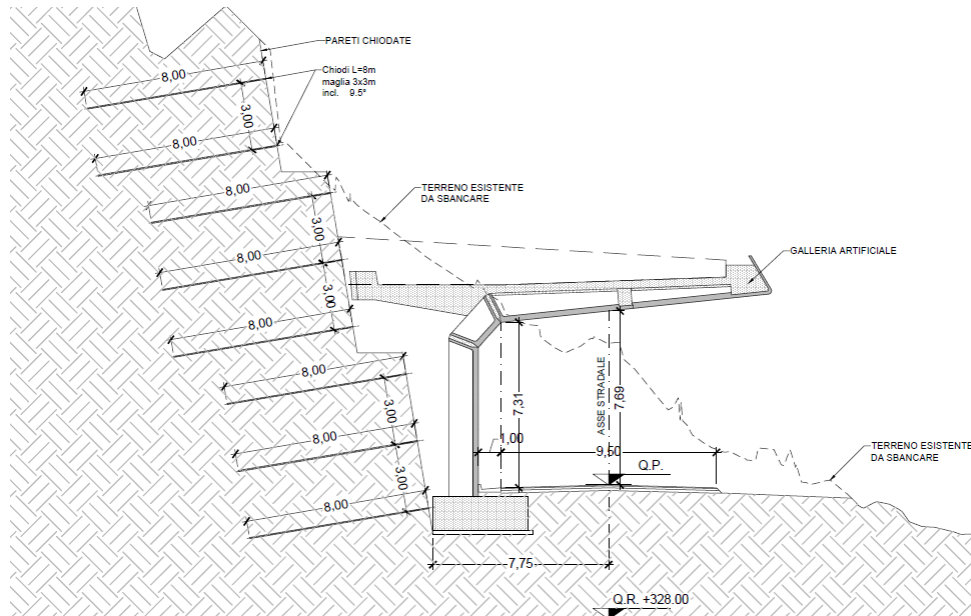 PARETI CHIODATE
8,00
Chiodi L=8m
maglia 3x3m
incl. 9.5°
3,00
8,00
8,00
TERRENO ESISTENTE
DA SBANCARE
3,00
8,00
GALLERIA ARTIFICIALE
3,00
8,00
8,00
3,00
7,31
ASSE STRADALE
7,69
8,00
1,00
9,50
TERRENO ESISTENTE
DA SBANCARE
Q.P.
3,00
8,00
7,75
Q.R. +328.00